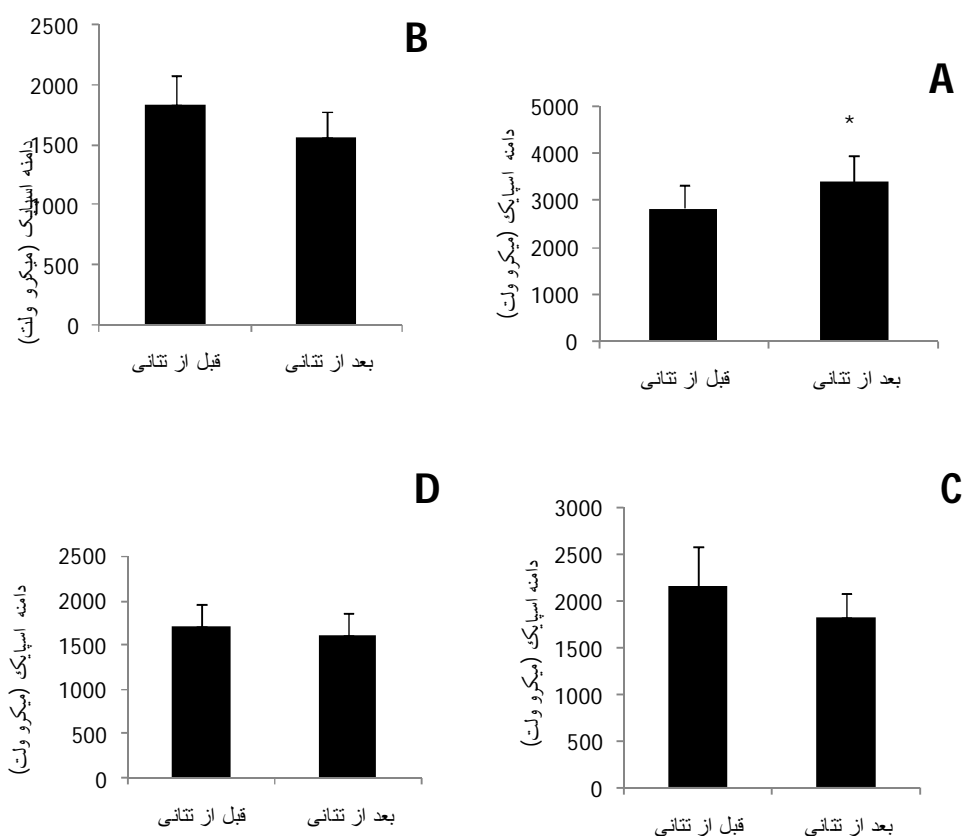 B
2500
2000
1500
1000
500
0
دامنه اسپایک (میکرو ولت)
قبل از تتانی
بعد از تتانی
A
5000
4000
3000
2000
1000
0
دامنه اسپایک (میکرو ولت)
*
قبل از تتانی
بعد از تتانی
D
2500
2000
1500
1000
500
0
دامنه اسپایک (میکرو ولت)
قبل از تتانی
بعد از تتانی
C
3000
2500
2000
1500
1000
500
0
دامنه اسپایک (میکرو ولت)
قبل از تتانی
بعد از تتانی